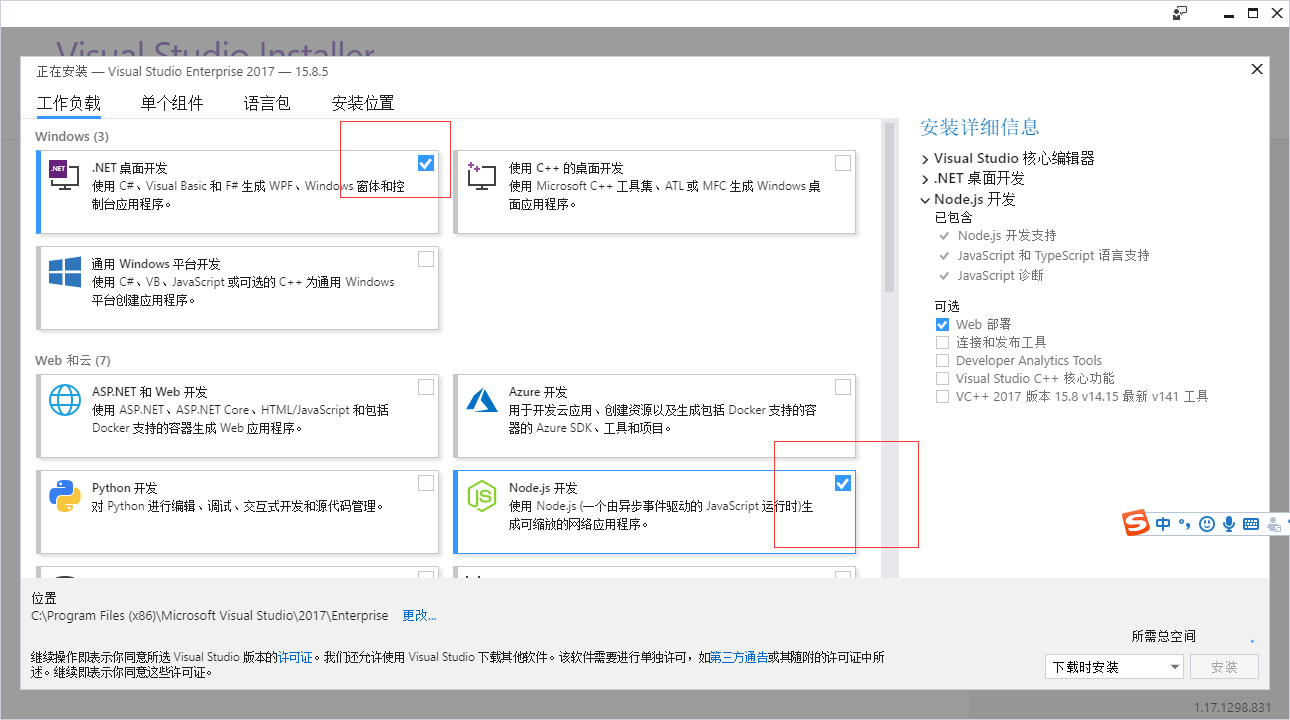 Visual Studio Installer
正在安装 — Visual Studio Enterprise 2017 — 15.8.5
工作负载 单个组件 语言包 安装位置
Windows (3)
.NET
.NET 桌面开发
使用 C#、Visual Basic 和 F# 生成 WPF、Windows 窗体和控
制台应用程序。
使用 C++ 的桌面开发
使用 Microsoft C++ 工具集、ATL 或 MFC 生成 Windows 桌
面应用程序。
通用 Windows 平台开发
使用 C#、VB、JavaScript 或可选的 C++ 为通用 Windows
平台创建应用程序。
Web 和云 (7)
ASP.NET 和 Web 开发
使用 ASP.NET、ASP.NET Core、HTML/JavaScript 和包括
Docker 支持的容器生成 Web 应用程序。
Azure 开发
用于开发云应用、创建资源以及生成包括 Docker 支持的容
器的 Azure SDK、工具和项目。
Python 开发
对 Python 进行编辑、调试、交互式开发和源代码管理。
JS
Node.js 开发
使用 Node.js (一个由异步事件驱动的 JavaScript 运行时)生
成可缩放的网络应用程序。
安装详细信息
Visual Studio 核心编辑器
.NET 桌面开发
Node.js 开发
已包含
Node.js 开发支持
JavaScript 和 TypeScript 语言支持
JavaScript 诊断
可选
Web 部署
连接和发布工具
Developer Analytics Tools
Visual Studio C++ 核心功能
VC++ 2017 版本 15.8 v14.15 最新 v141 工具
S 中
位置
C:\Program Files (x86)\Microsoft Visual Studio\2017\Enterprise 更改...
继续操作即表示你同意所选 Visual Studio 版本的许可证。我们还允许使用 Visual Studio 下载其他软件。该软件需要进行单独许可，如第三方通告或其随附的许可证中所
述。继续即表示你同意这些许可证。
所需总空间
下载时安装 安装
1.17.1298.831